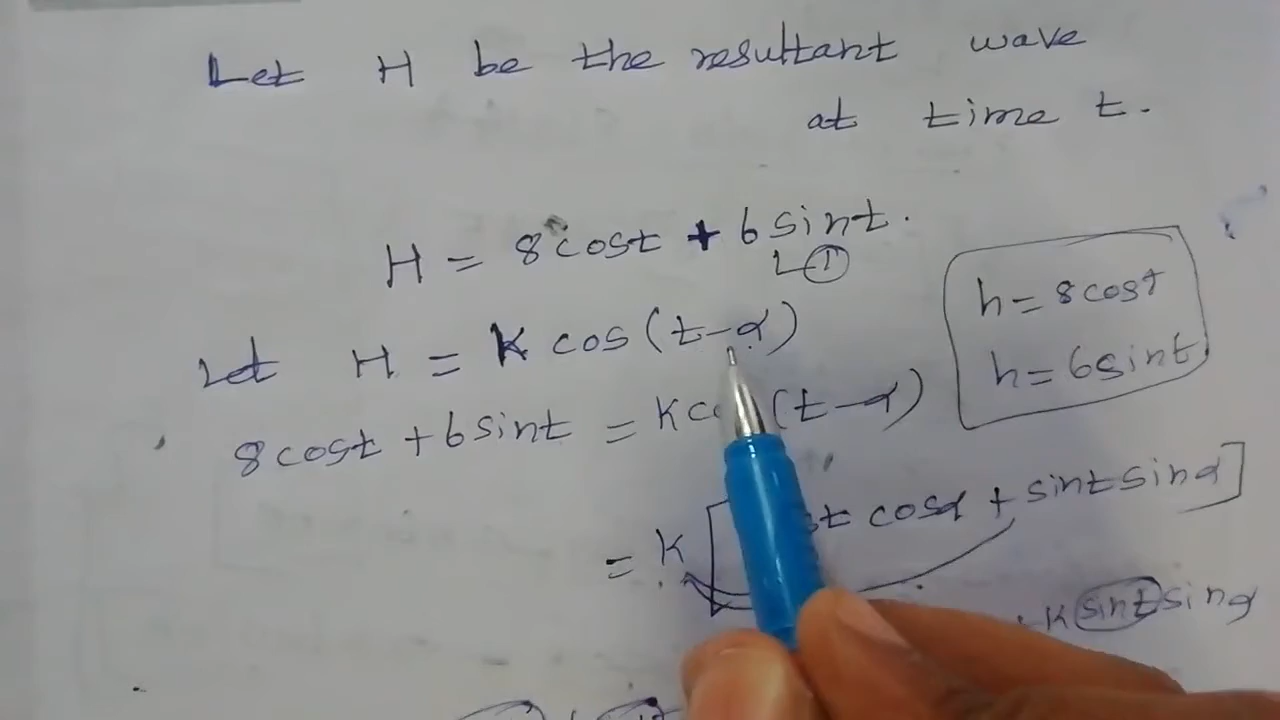 Let H be the resultant wave
at time t.
H = 8cost + 6sint.
①
Let H = K cos(t-α)
h = 8cost
h = 6sint
8cost + 6sint = K (t-α)
= K [ cosα + sint sinα]
K sint sinα